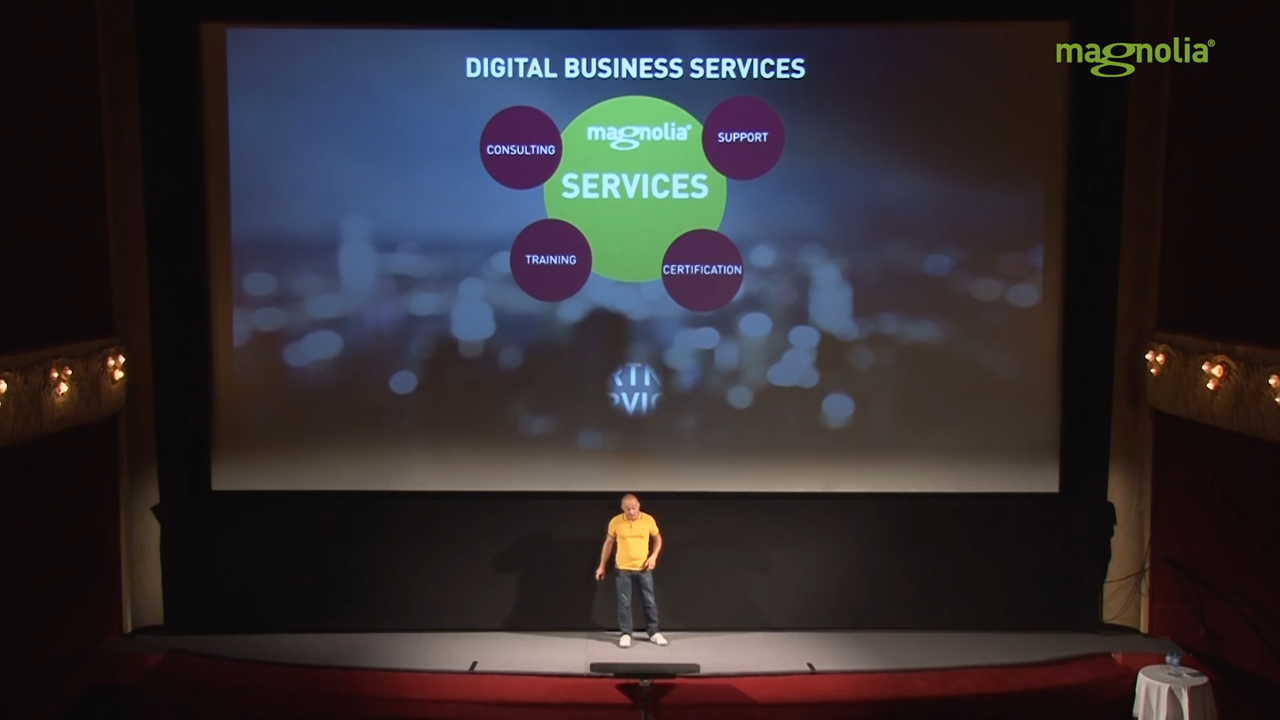 magnolia®
DIGITAL BUSINESS SERVICES
magnolia®
SUPPORT
CONSULTING
SERVICES
TRAINING
CERTIFICATION